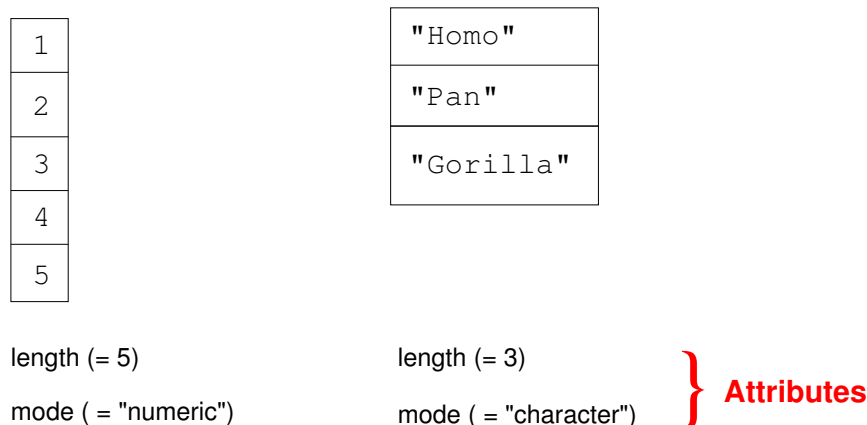 1
2
3
4
5
"Homo"
"Pan"
"Gorilla"
length (= 5)
mode ( = "numeric")
length (= 3)
mode ( = "character")
} Attributes